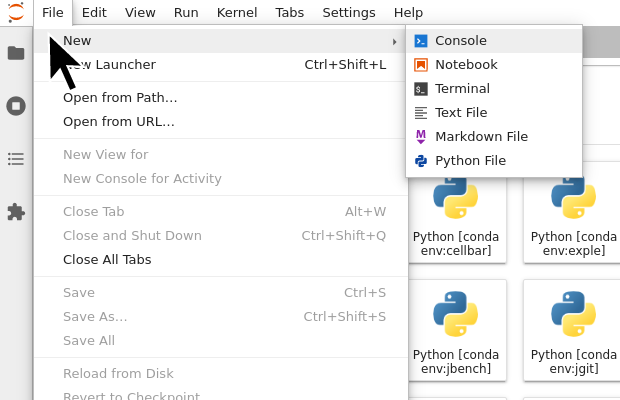 File Edit View Run Kernel Tabs Settings Help
New
Launcher Ctrl+Shift+L
Open from Path…
Open from URL…
New View for
New Console for Activity
Close Tab Alt+W
Close and Shut Down Ctrl+Shift+Q
Close All Tabs
Save Ctrl+S
Save As… Ctrl+Shift+S
Save All
Reload from Disk
Revert to Checkpoint
Console
Notebook
$_ Terminal
Text File
M Markdown File
Python File
Python [conda
env:cellbar]
Python [conda
env:exple]
Python [conda
env:jbench]
Python [conda
env:jgit]